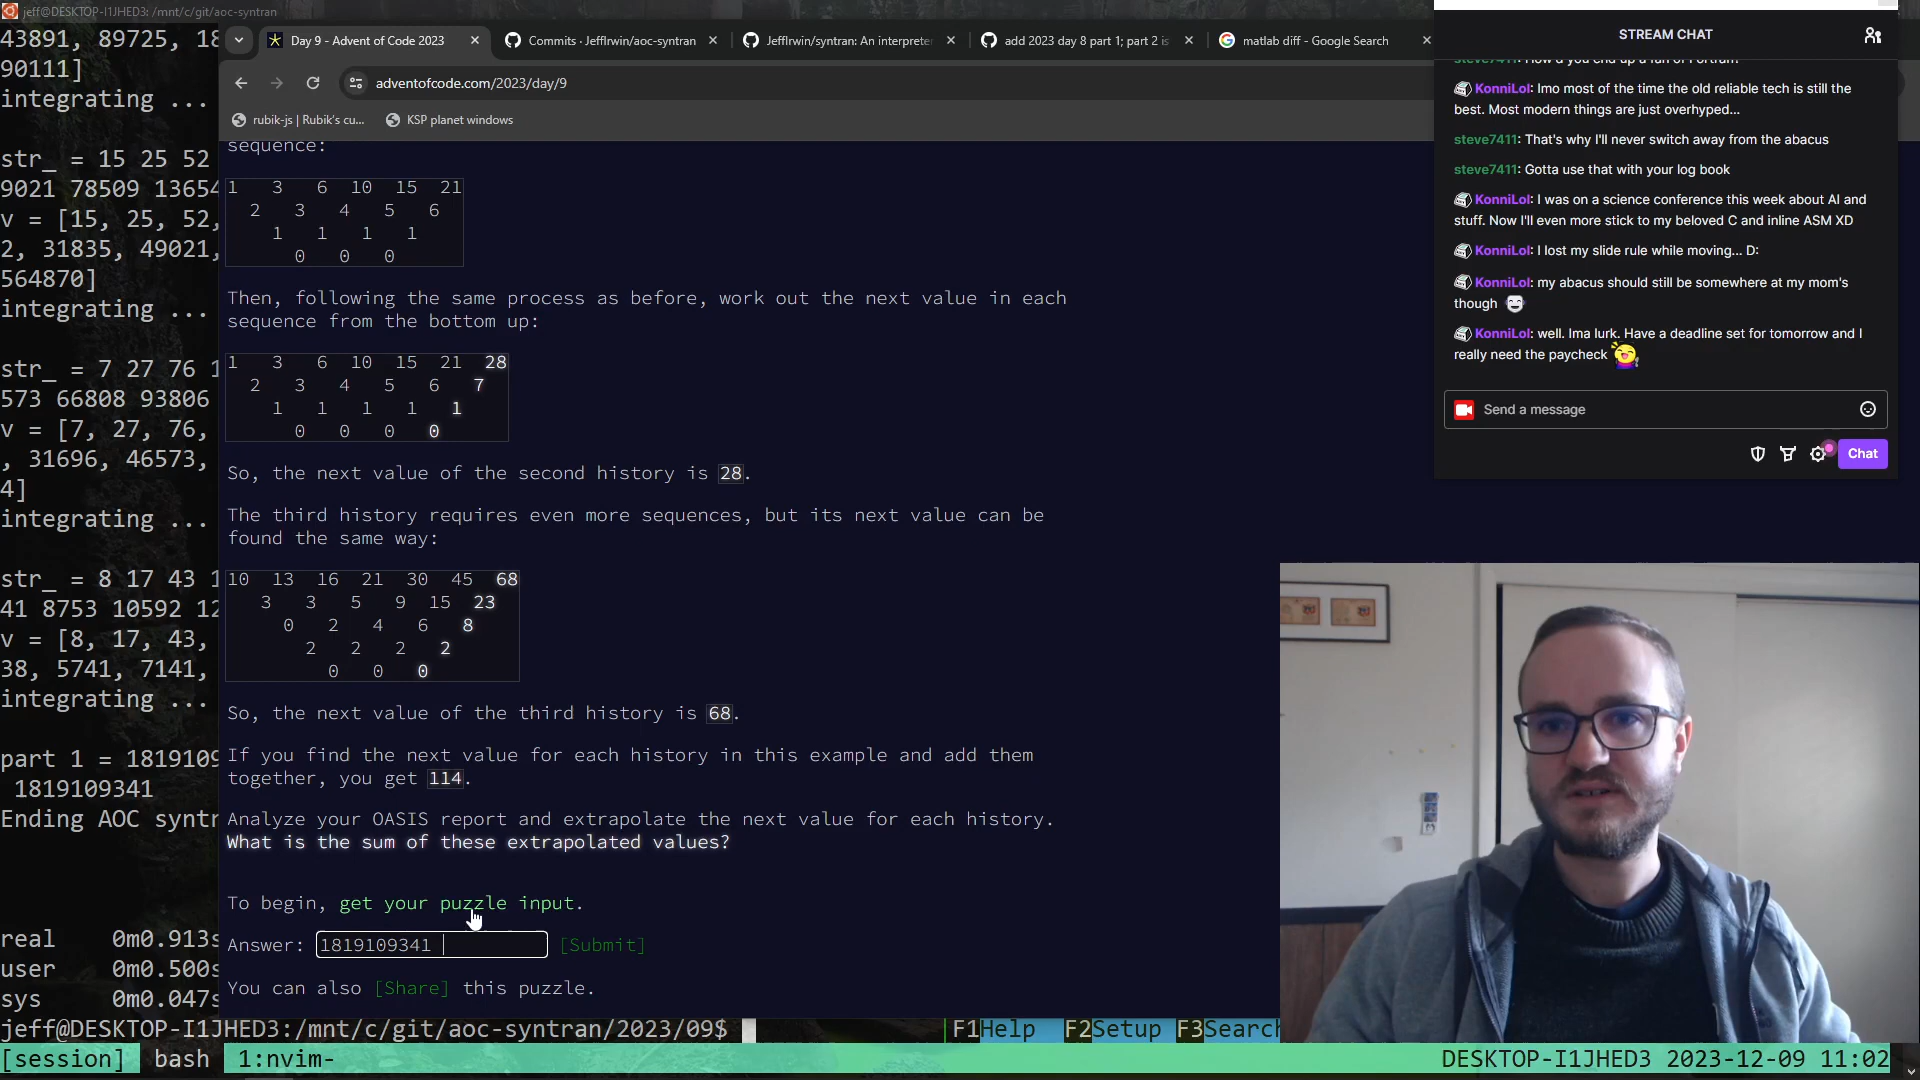 jeff@DESKTOP-I1JHED3: /mnt/c/git/aoc-syntran
43891, 89725, 18
90111]
integrating ...
str_ = 15 25 52
9021 78509 13654
v = [15, 25, 52,
2, 31835, 49021,
564870]
integrating ...
str_ = 7 27 76 1
573 66808 93806
v = [7, 27, 76,
, 31696, 46573,
4]
integrating ...
str_ = 8 17 43 1
41 8753 10592 12
v = [8, 17, 43,
38, 5741, 7141,
integrating ...
part 1 = 1819109
1819109341
Ending AOC syntr
real 0m0.913s
user 0m0.500s
sys 0m0.047s
jeff@DESKTOP-I1JHED3:/mnt/c/git/aoc-syntran/2023/09$
F1Help F2Setup F3Search
[session] bash 1:nvim-
DESKTOP-I1JHED3 2023-12-09 11:02
Day 9 - Advent of Code 2023
Commits · JeffIrwin/aoc-syntran
JeffIrwin/syntran: An interprete
add 2023 day 8 part 1; part 2 is
matlab diff - Google Search
adventofcode.com/2023/day/9
rubik-js | Rubik's cu...
KSP planet windows
sequence:
1 3 6 10 15 21
2 3 4 5 6
1 1 1 1
0 0 0
Then, following the same process as before, work out the next value in each
sequence from the bottom up:
1 3 6 10 15 21 28
2 3 4 5 6 7
1 1 1 1 1
0 0 0 0
So, the next value of the second history is 28.
The third history requires even more sequences, but its next value can be
found the same way:
10 13 16 21 30 45 68
3 3 5 9 15 23
0 2 4 6 8
2 2 2 2
0 0 0
So, the next value of the third history is 68.
If you find the next value for each history in this example and add them
together, you get 114.
Analyze your OASIS report and extrapolate the next value for each history.
What is the sum of these extrapolated values?
To begin, get your puzzle input.
Answer: 1819109341 [Submit]
You can also [Share] this puzzle.
STREAM CHAT
KonniLol: Imo most of the time the old reliable tech is still the
best. Most modern things are just overhyped...
steve7411: That's why I'll never switch away from the abacus
steve7411: Gotta use that with your log book
KonniLol: I was on a science conference this week about AI and
stuff. Now I'll even more stick to my beloved C and inline ASM XD
KonniLol: I lost my slide rule while moving... D:
KonniLol: my abacus should still be somewhere at my mom's
though
KonniLol: well. Ima lurk. Have a deadline set for tomorrow and I
really need the paycheck
Send a message
Chat